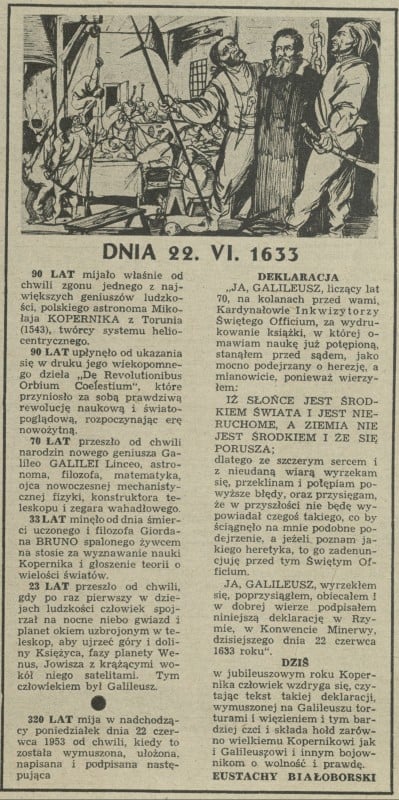 DNIA 22. VI. 1633
90 LAT mijało właśnie od
chwili zgonu jednego z naj-
większych geniuszów ludzko-
ści, polskiego astronoma Miko-
łaja KOPERNIKA z Torunia
(1543), twórcy systemu helio-
centrycznego.
90 LAT upłynęło od ukazania
się w druku jego wiekopomne-
go dzieła „De Revolutionibus
Orbium Coelestium", które
przyniosło za sobą prawdziwą
rewolucję naukową i świato-
poglądową, rozpoczynając erę
nowożytną.
70 LAT przeszło od chwili
narodzin nowego geniusza Ga-
lileo GALILEI Linceo, astro-
noma, filozofa, matematyka,
ojca nowoczesnej mechanisty-
cznej fizyki, konstruktora te-
leskopu i zegara wahadłowego.
33 LAT minęło od dnia śmier-
ci uczonego i filozofa Giorda-
na BRUNO spalonego żywcem
na stosie za wyznawanie nauki
Kopernika i głoszenie teorii o
wielości światów.
23 LAT przeszło od chwili,
gdy po raz pierwszy w dzie-
jach ludzkości człowiek spoj-
rzał na nocne niebo gwiazd i
planet okiem uzbrojonym w te-
leskop, aby ujrzeć góry i doli-
ny Księżyca, fazy planety We-
nus, Jowisza z krążącymi wo-
kół niego satelitami. Tym
człowiekiem był Galileusz.
320 LAT mija w nadchodzą-
cy poniedziałek dnia 22 czer-
wca 1953 od chwili, kiedy to
została wymuszona, ułożona,
napisana i podpisana nastę-
pująca
DEKLARACJA
„JA, GALILEUSZ, liczący lat
70, na kolanach przed wami,
Kardynałowie Inkwizytorzy
Świętego Officium, za wydru-
kowanie książki, w której o-
mawiam naukę już potępioną,
stanąłem przed sądem, jako
mocno podejrzany o herezję, a
mianowicie, ponieważ wierzy-
łem:
IŻ SŁOŃCE JEST ŚROD-
KIEM ŚWIATA I JEST NIE-
RUCHOME, A ZIEMIA NIE
JEST ŚRODKIEM I ŻE SIĘ
PORUSZA;
dlatego ze szczerym sercem i
z nieudaną wiarą wyrzekam
się, przeklinam i potępiam po-
wyższe błędy, oraz przysięgam,
że w przyszłości nie będę wy-
powiadał czegoś takiego, co by
ściągnęło na mnie podobne po-
dejrzenie, a jeżeli poznam ja-
kiego heretyka, to go zadenun-
cjuję przed tym Świętym Of-
ficium.
JA, GALILEUSZ, wyrzekłem
się, poprzysiągłem, obiecałem i
w dobrej wierze podpisałem
niniejszą deklarację w Rzy-
mie, w Konwencie Minerwy,
dzisiejszego dnia 22 czerwca
1633 roku".
DZIŚ
w jubileuszowym roku Koper-
nika człowiek wzdryga się, czy-
tając tekst takiej deklaracji,
wymuszonej na Galileuszu tor-
turami i więzieniem i tym bar-
dziej czci i składa hołd zarów-
no wielkiemu Kopernikowi jak
i Galileuszowi i innym bojow-
nikom o wolność i prawdę.
EUSTACHY BIAŁOBORSKI